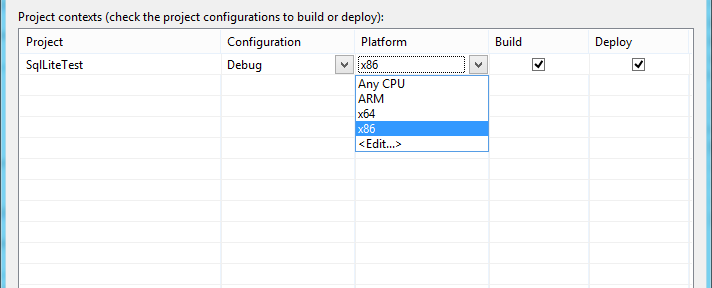 Project contexts (check the project configurations to build or deploy):
Project Configuration Platform Build Deploy
SqlLiteTest Debug x86
Any CPU
ARM
x64
x86
<Edit...>